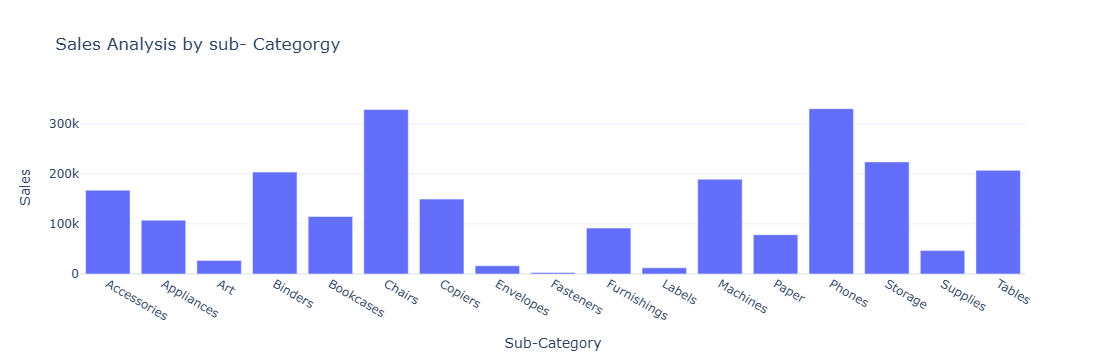 Sales Analysis by sub- Categorgy
300k
200k
100k
0
Sales
Accessories
Appliances
Art
Binders
Bookcases
Chairs
Copiers
Envelopes
Fasteners
Furnishings
Labels
Machines
Paper
Phones
Storage
Supplies
Tables
Sub-Category